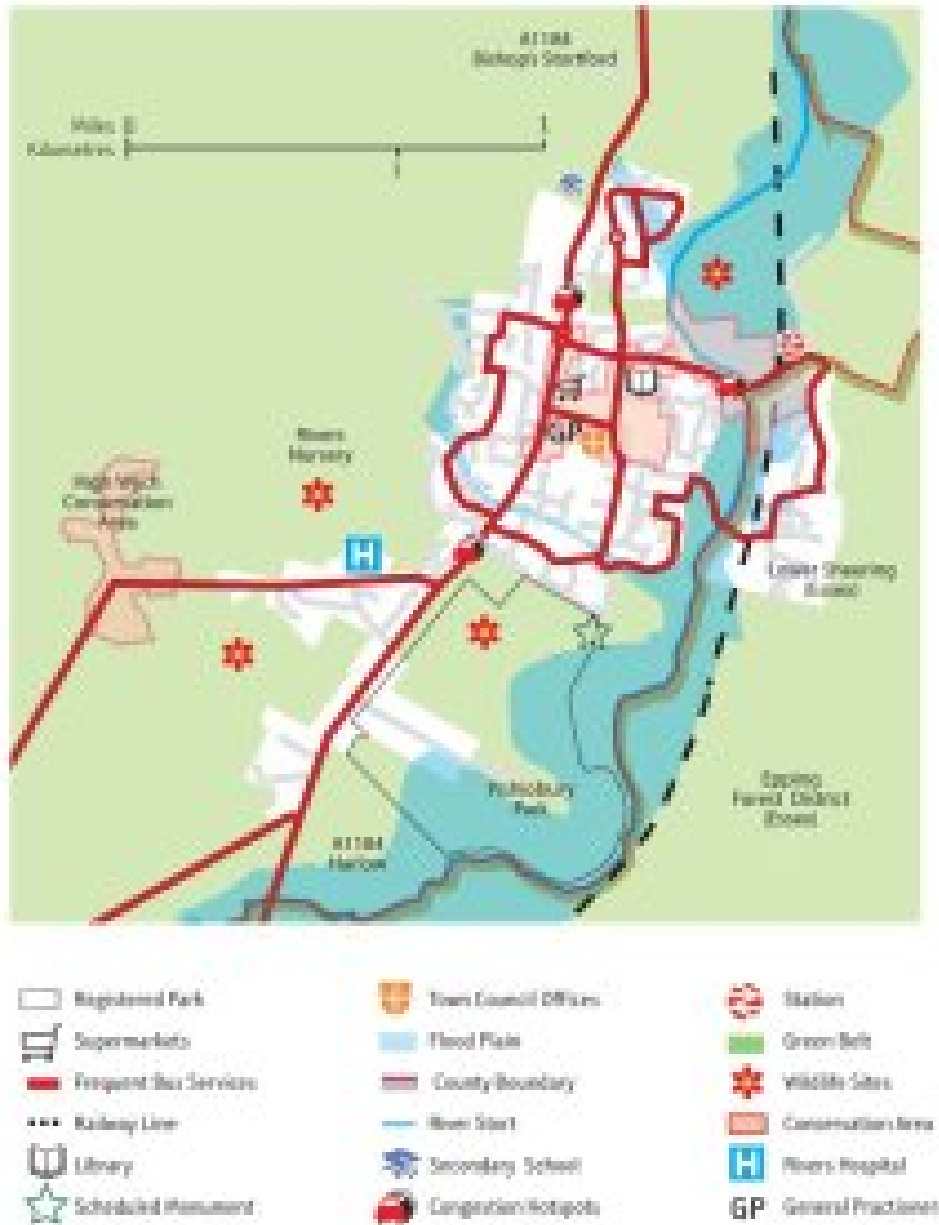 A1184
Bishop's Stortford
Miles 0 1
Kilometres 1
Rivers
Nursery
High Wych
Conservation
Area
H
GP
Lower Sheering
(Essex)
Pishiobury
Park
Epping
Forest District
(Essex)
A1184
Harlow
Registered Park
Supermarkets
Frequent Bus Services
Railway Line
Library
Scheduled Monument
Town Council Offices
Flood Plain
County Boundary
River Stort
Secondary School
Congestion Hotspots
Station
Green Belt
Wildlife Sites
Conservation Area
H Rivers Hospital
GP General Practioner